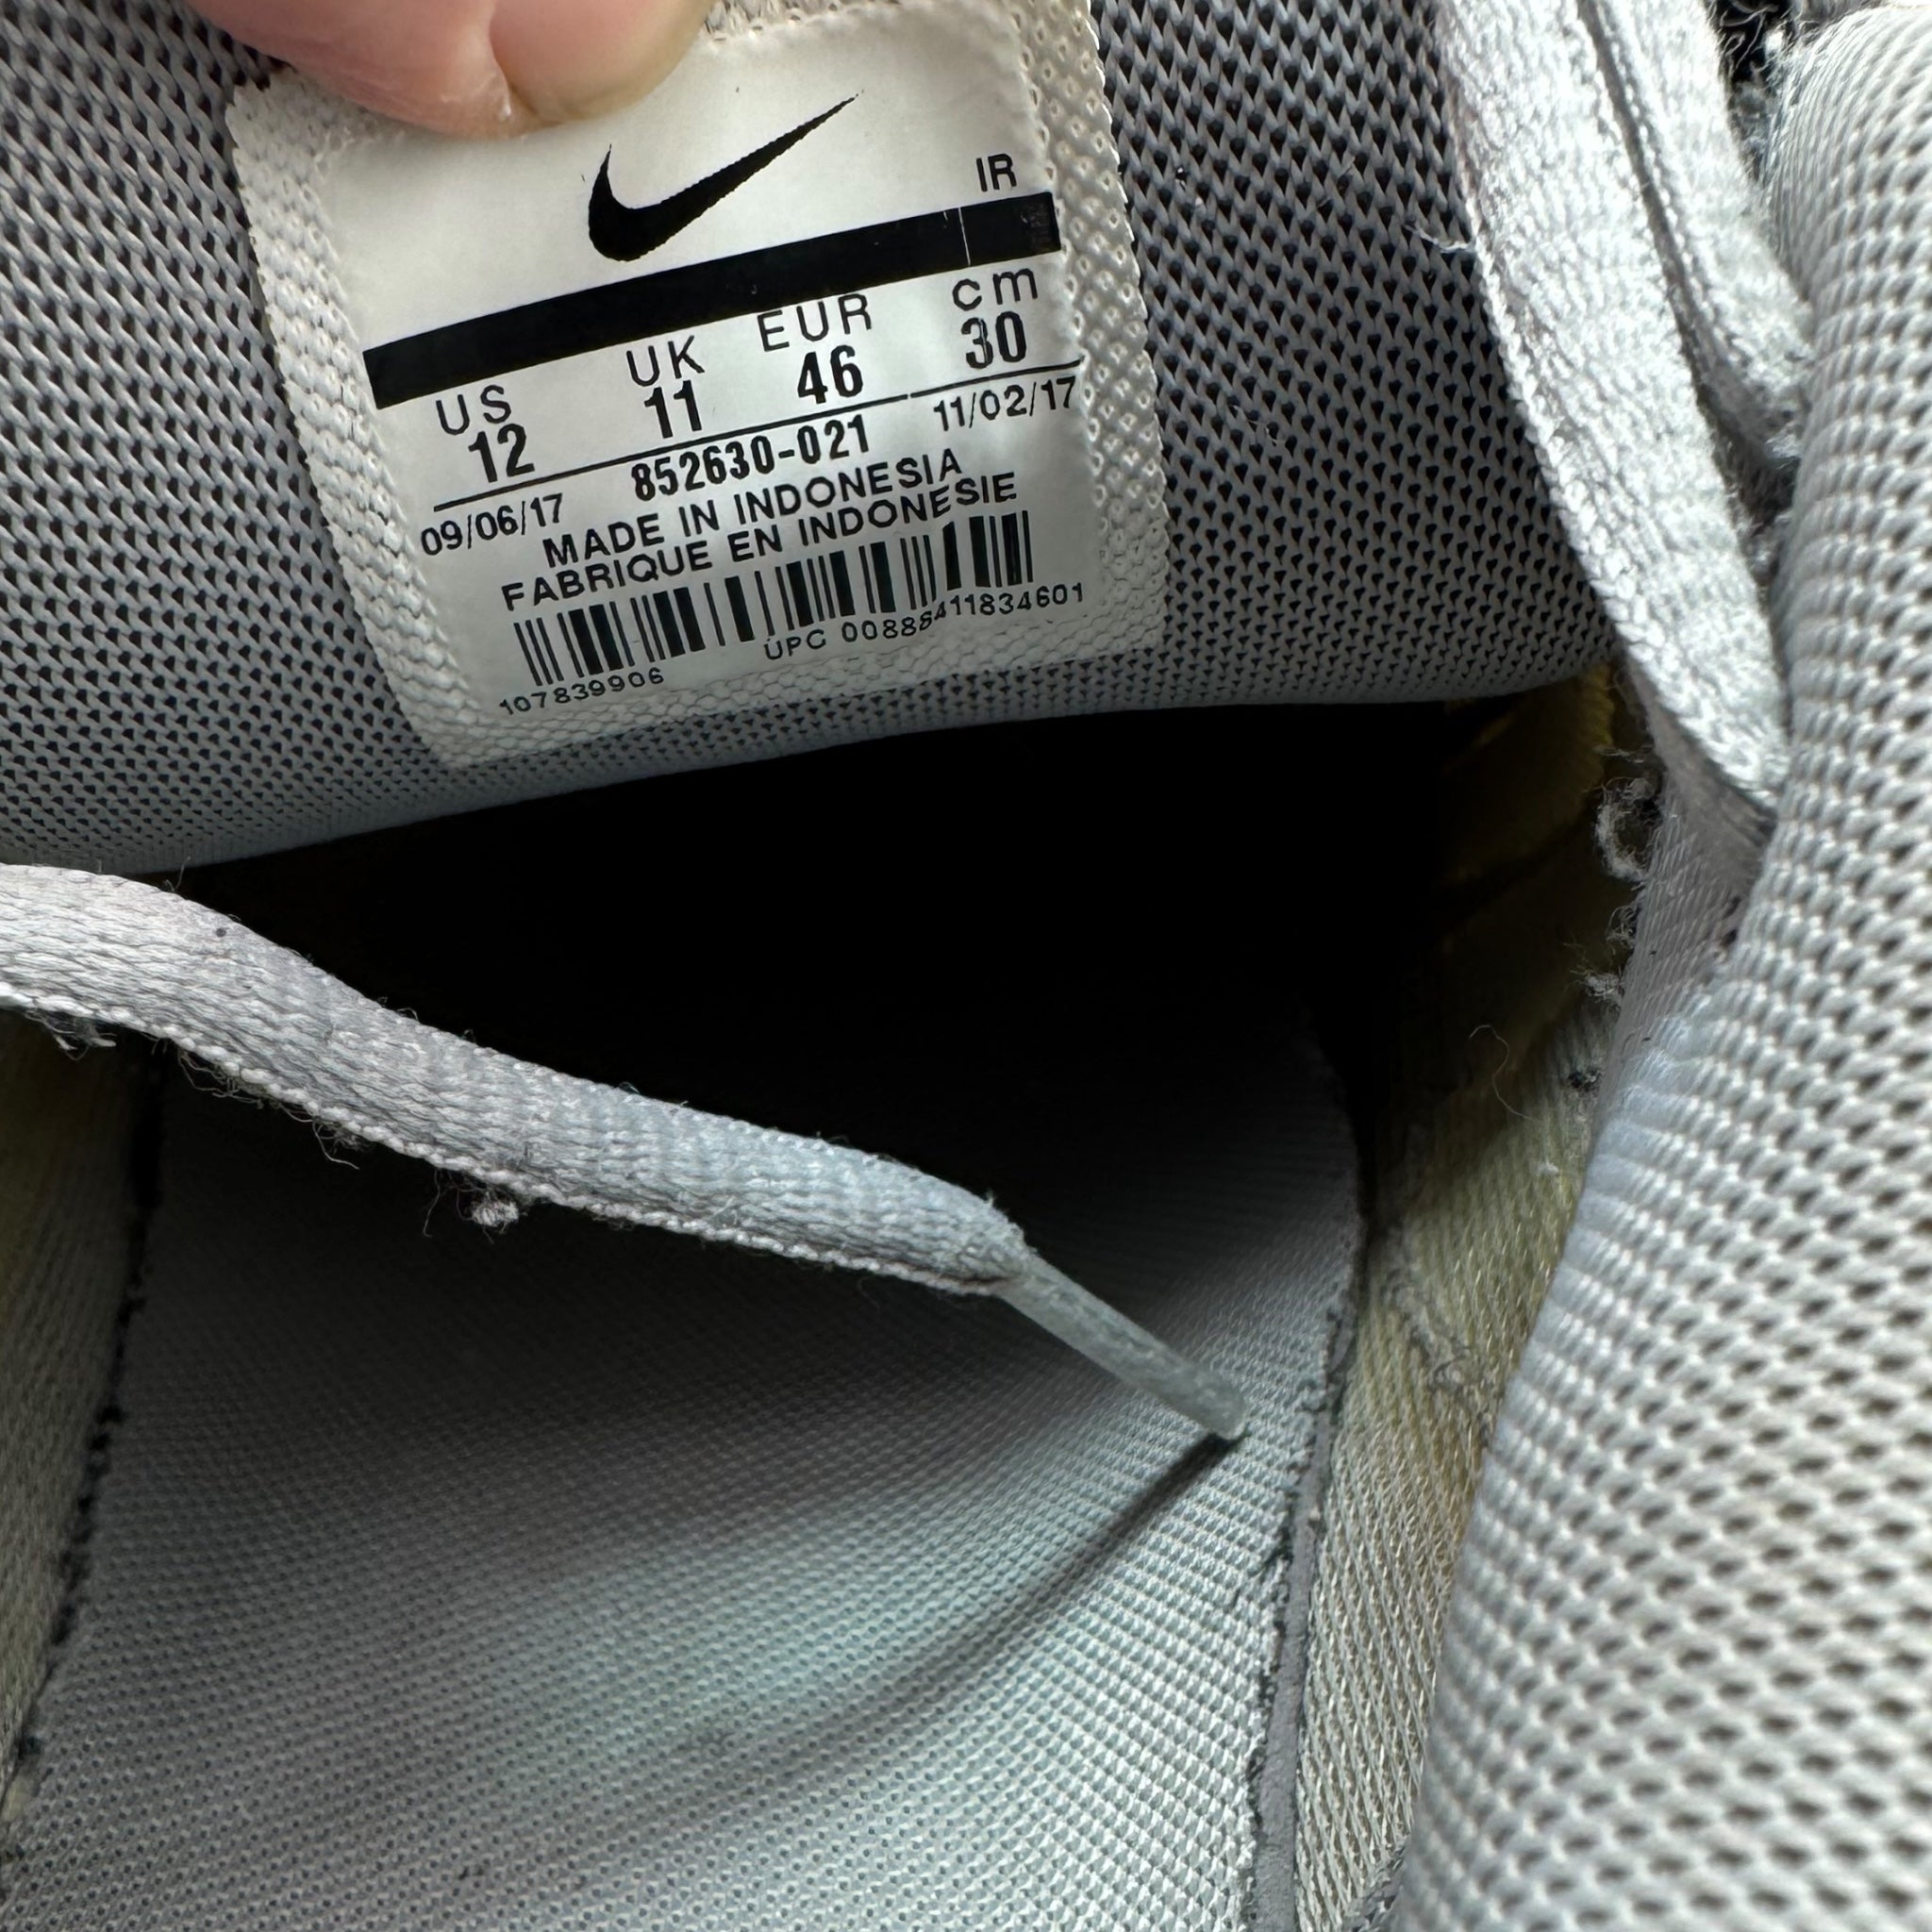 IR
US UK EUR cm
12 11 46 30
09/06/17 852630-021 11/02/17
MADE IN INDONESIA
FABRIQUE EN INDONESIE
107839906 UPC 00888411834601